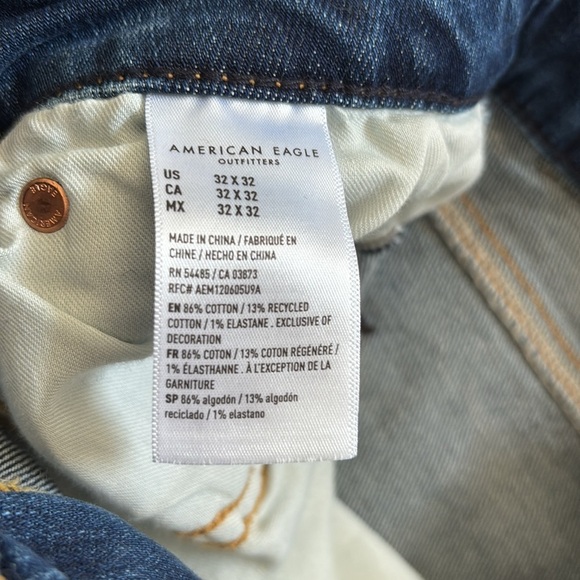 AMERICAN EAGLE
OUTFITTERS
US 32 X 32
CA 32 X 32
MX 32 X 32
MADE IN CHINA / FABRIQUÉ EN
CHINE / HECHO EN CHINA
RN 54485 / CA 03873
RFC# AEM120605U9A
EN 86% COTTON / 13% RECYCLED
COTTON / 1% ELASTANE . EXCLUSIVE OF
DECORATION
FR 86% COTON / 13% COTON RÉGÉNÉRÉ /
1% ÉLASTHANNE . À L'EXCEPTION DE LA
GARNITURE
SP 86% algodón / 13% algodón
reciclado / 1% elastano
AMERICAN EAGLE